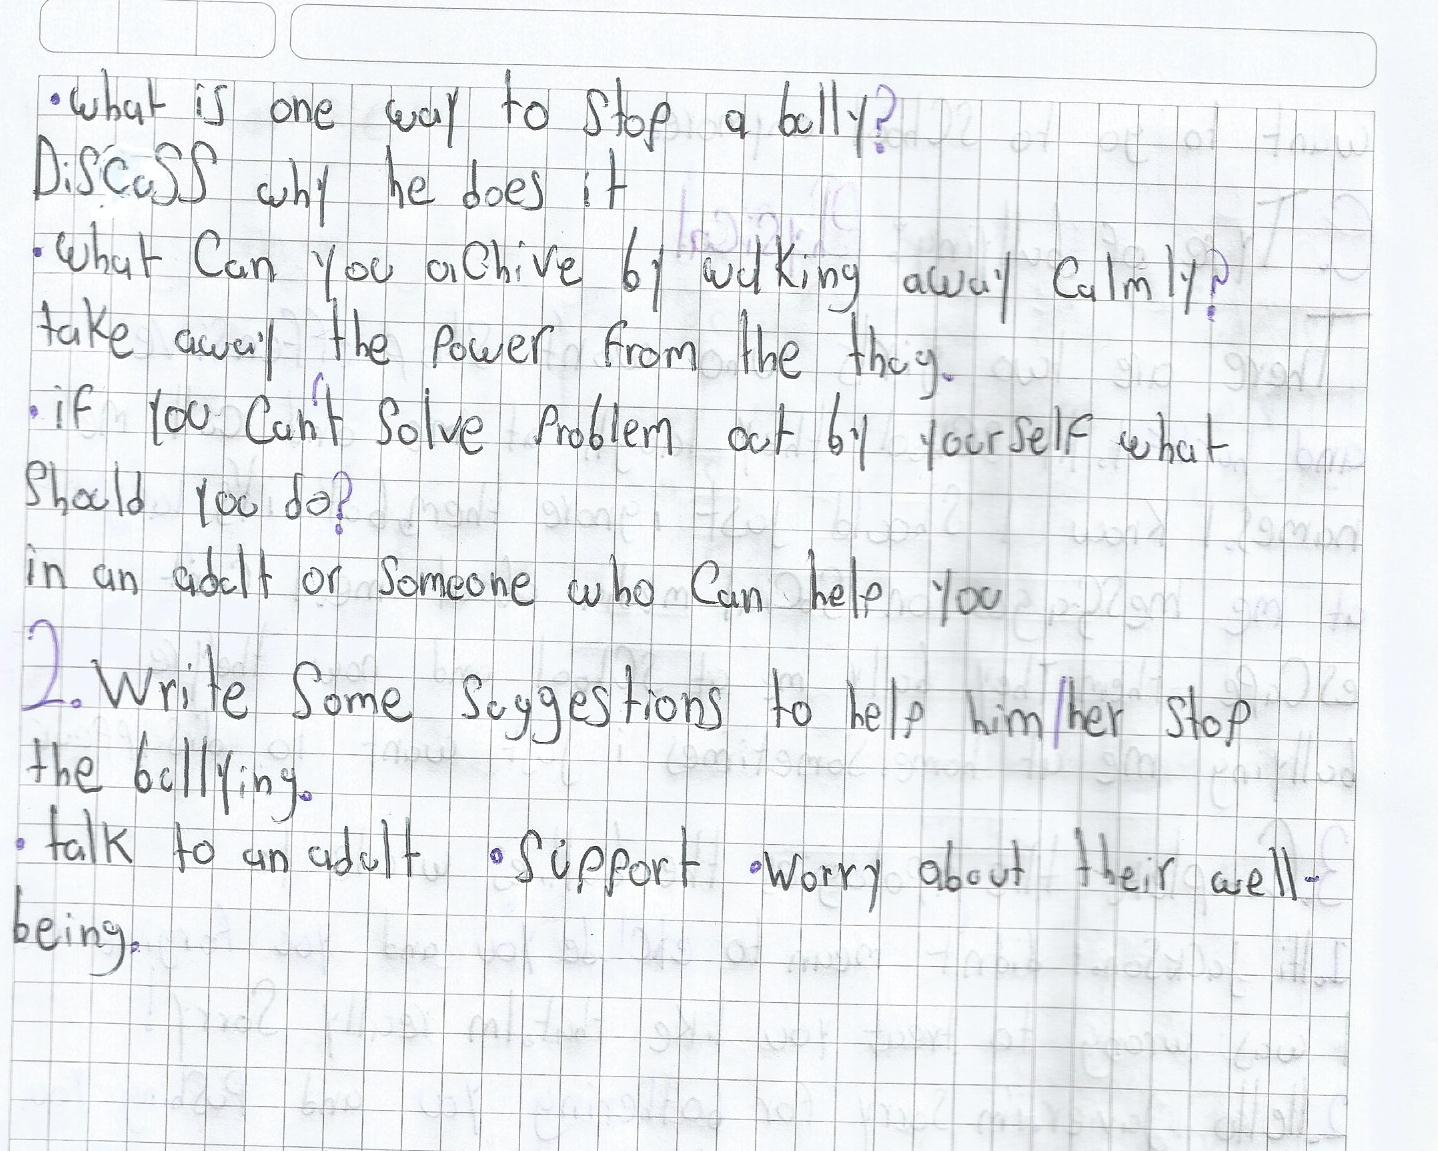 • what is one way to stop a bully?
Discuss why he does it
• what can you achive by walking away calmly?
take away the power from the thug.
• if you can't solve problem out by yourself what
should you do?
in an adult or someone who can help you
2. Write some suggestions to help him/her stop
the bullying.
• talk to an adult • support • worry about their well-
being.